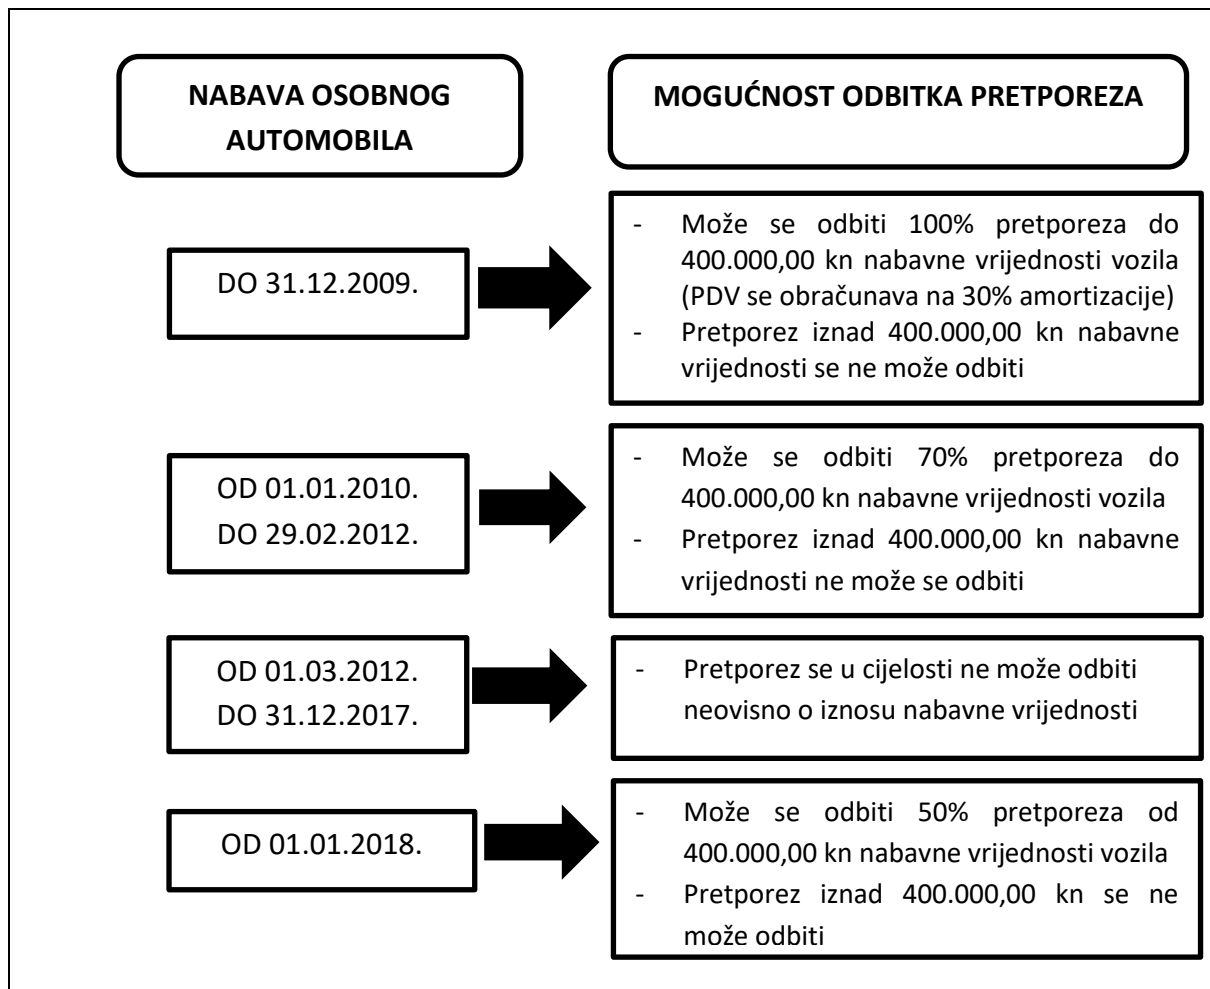 NABAVA OSOBNOG
AUTOMOBILA
MOGUĆNOST ODBITKA PRETPOREZA
DO 31.12.2009.
- Može se odbiti 100% pretporeza do
400.000,00 kn nabavne vrijednosti vozila
(PDV se obračunava na 30% amortizacije)
- Pretporez iznad 400.000,00 kn nabavne
vrijednosti se ne može odbiti
OD 01.01.2010.
DO 29.02.2012.
- Može se odbiti 70% pretporeza do
400.000,00 kn nabavne vrijednosti vozila
- Pretporez iznad 400.000,00 kn nabavne
vrijednosti ne može se odbiti
OD 01.03.2012.
DO 31.12.2017.
- Pretporez se u cijelosti ne može odbiti
neovisno o iznosu nabavne vrijednosti
OD 01.01.2018.
- Može se odbiti 50% pretporeza od
400.000,00 kn nabavne vrijednosti vozila
- Pretporez iznad 400.000,00 kn se ne
može odbiti